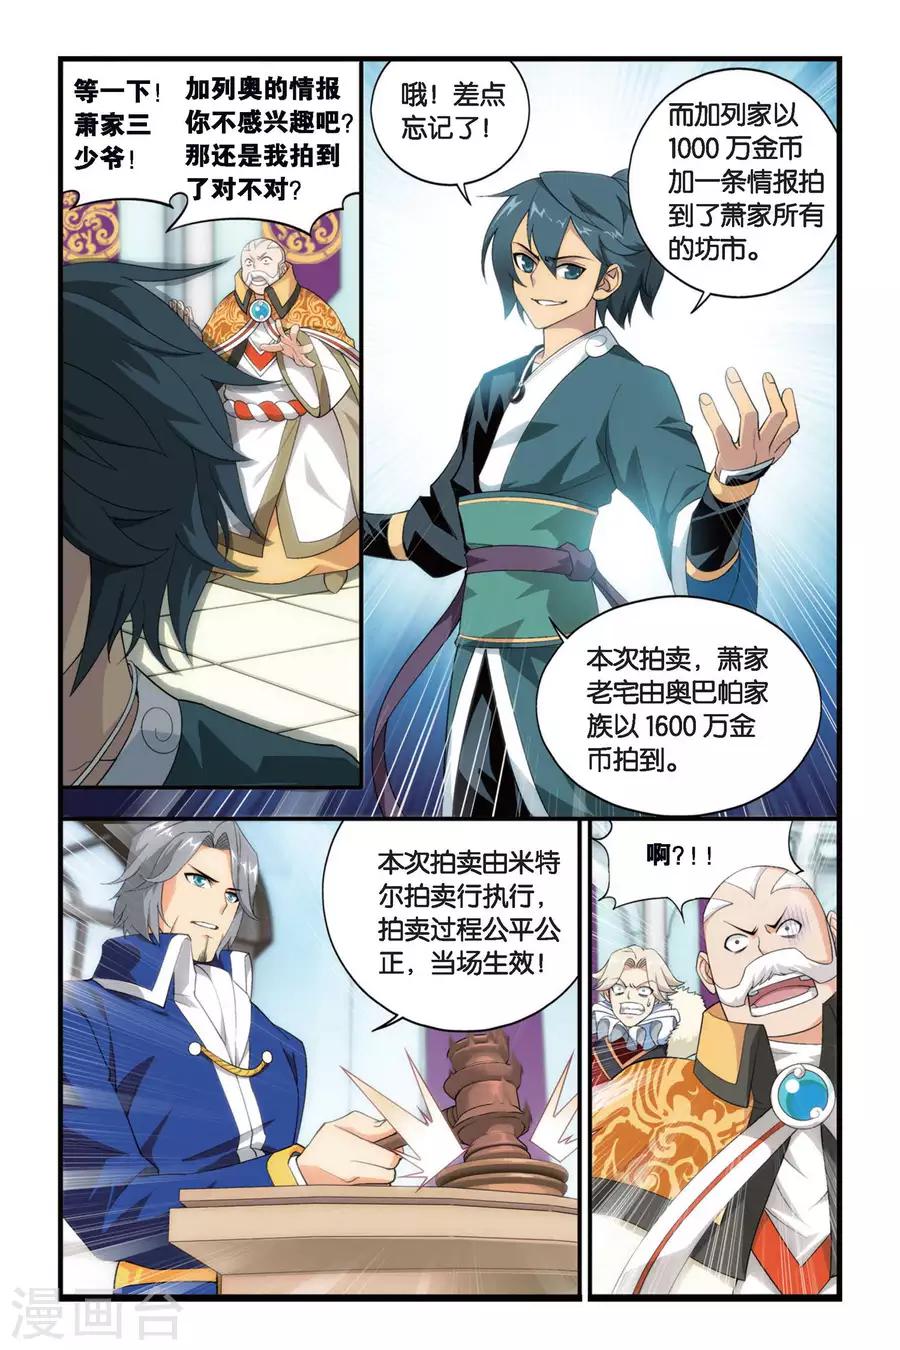 等一下！
萧家三
少爷！
加列奥的情报
你不感兴趣吧？
那还是我拍到
了对不对？
哦！差点
忘记了！
而加列家以
1000 万金币
加一条情报拍
到了萧家所有
的坊市。
本次拍卖，萧家
老宅由奥巴帕家
族以 1600 万金
币拍到。
本次拍卖由米特
尔拍卖行执行，
拍卖过程公平公
正，当场生效！
啊？！！
漫画台